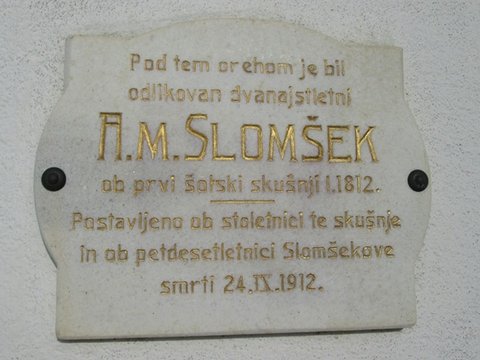 Pod tem orehom je bil
odlikovan dvanajstletni
A.M.SLOMŠEK
ob prvi šolski skušnji l.1812.
Postavljeno ob stoletnici te skušnje
in ob petdesetletnici Slomšekove
smrti 24.IX.1912.